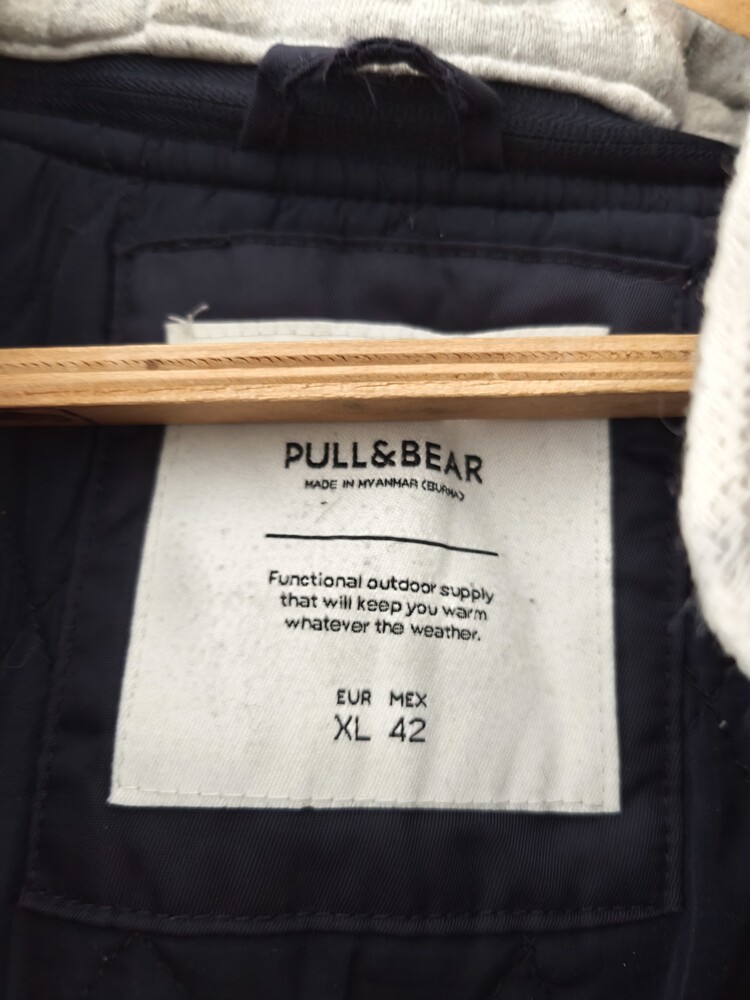 PULL&BEAR
MADE IN MYANMAR (BURMA)
Functional outdoor supply
that will keep you warm
whatever the weather.
EUR MEX
XL 42